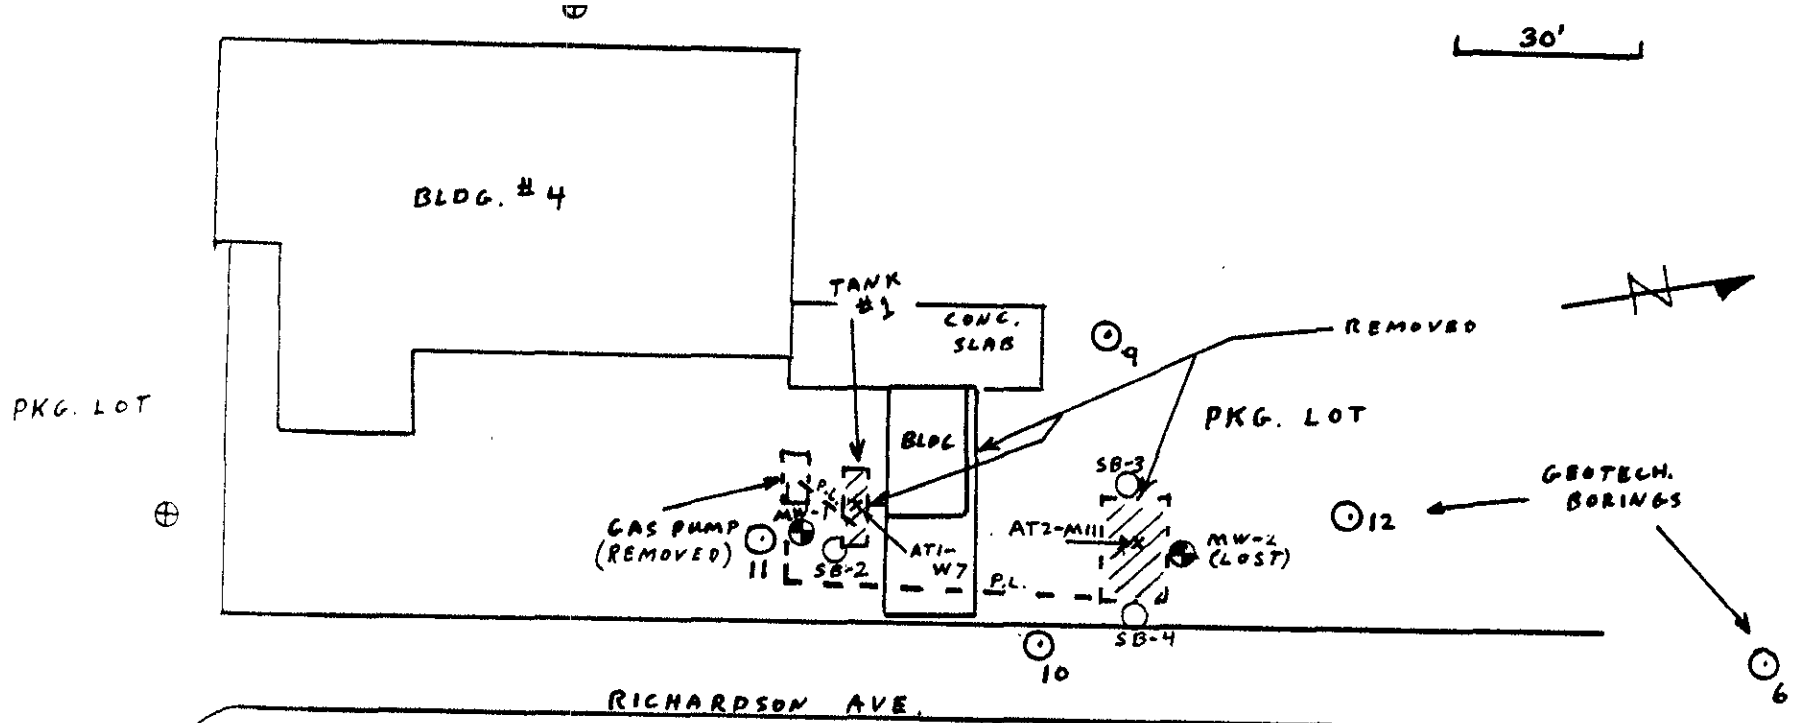 30'
BLDG. #4
TANK
#1
CONC.
SLAB
9
REMOVED
N
PKG. LOT
PKG. LOT
BLDG
SB-3
GEOTECH.
BORINGS
P.L.
MW-1
GAS PUMP
(REMOVED)
11
SB-2
AT1-
W7
AT2-M111
MW-2
(LOST)
12
P.L.
SB-4
10
6
RICHARDSON AVE.